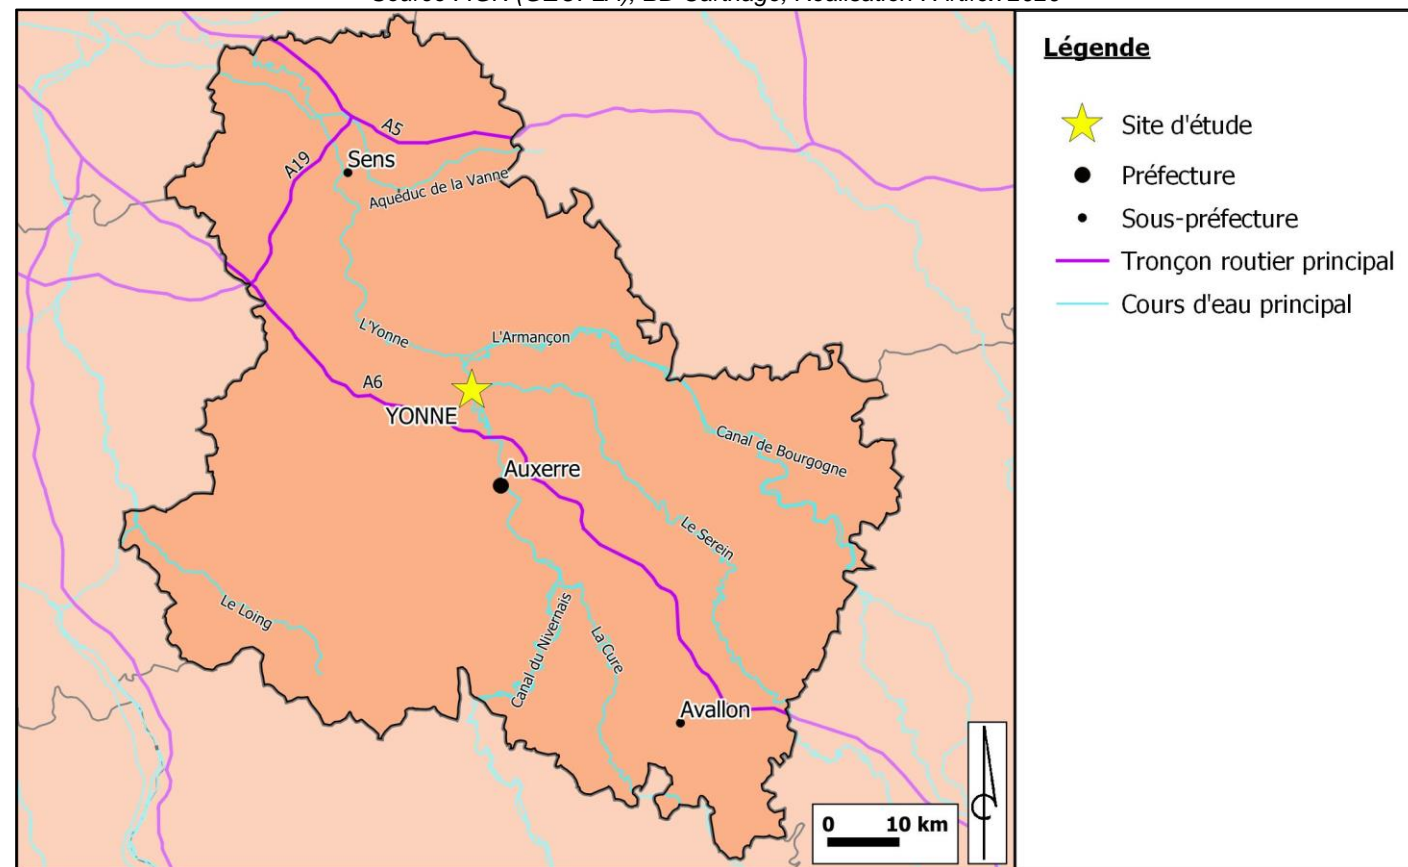 Légende
Site d'étude
Préfecture
Sous-préfecture
Tronçon routier principal
Cours d'eau principal
A5
A19
Sens
Aquéduc de la Vanne
L'Yonne
L'Armançon
A6
YONNE
Canal de Bourgogne
Auxerre
Le Serein
Le Loing
Canal du Nivernais
La Cure
Avallon
0 10 km